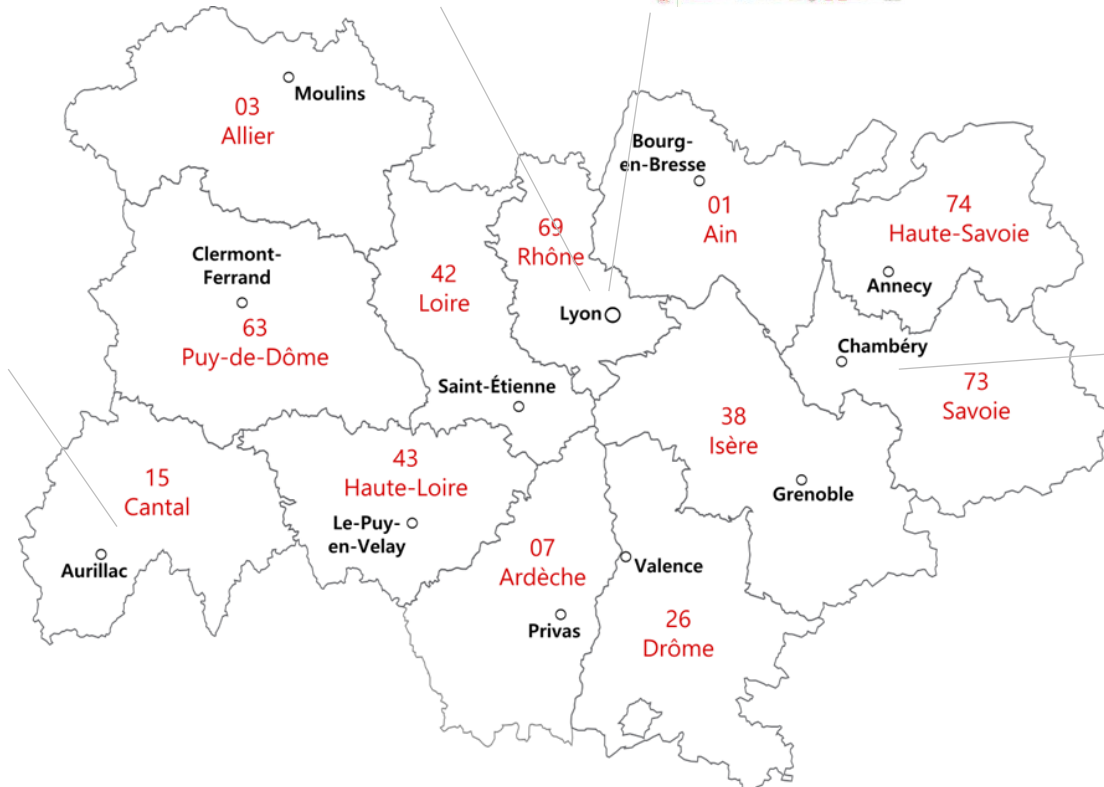 Moulins
03
Allier
Bourg-
en-Bresse
01
Ain
74
Haute-Savoie
69
Rhône
Clermont-
Ferrand
63
Puy-de-Dôme
42
Loire
Annecy
Lyon
Chambéry
73
Savoie
Saint-Étienne
38
Isère
43
Haute-Loire
15
Cantal
Grenoble
Le-Puy-
en-Velay
Aurillac
07
Ardèche
Valence
Privas
26
Drôme